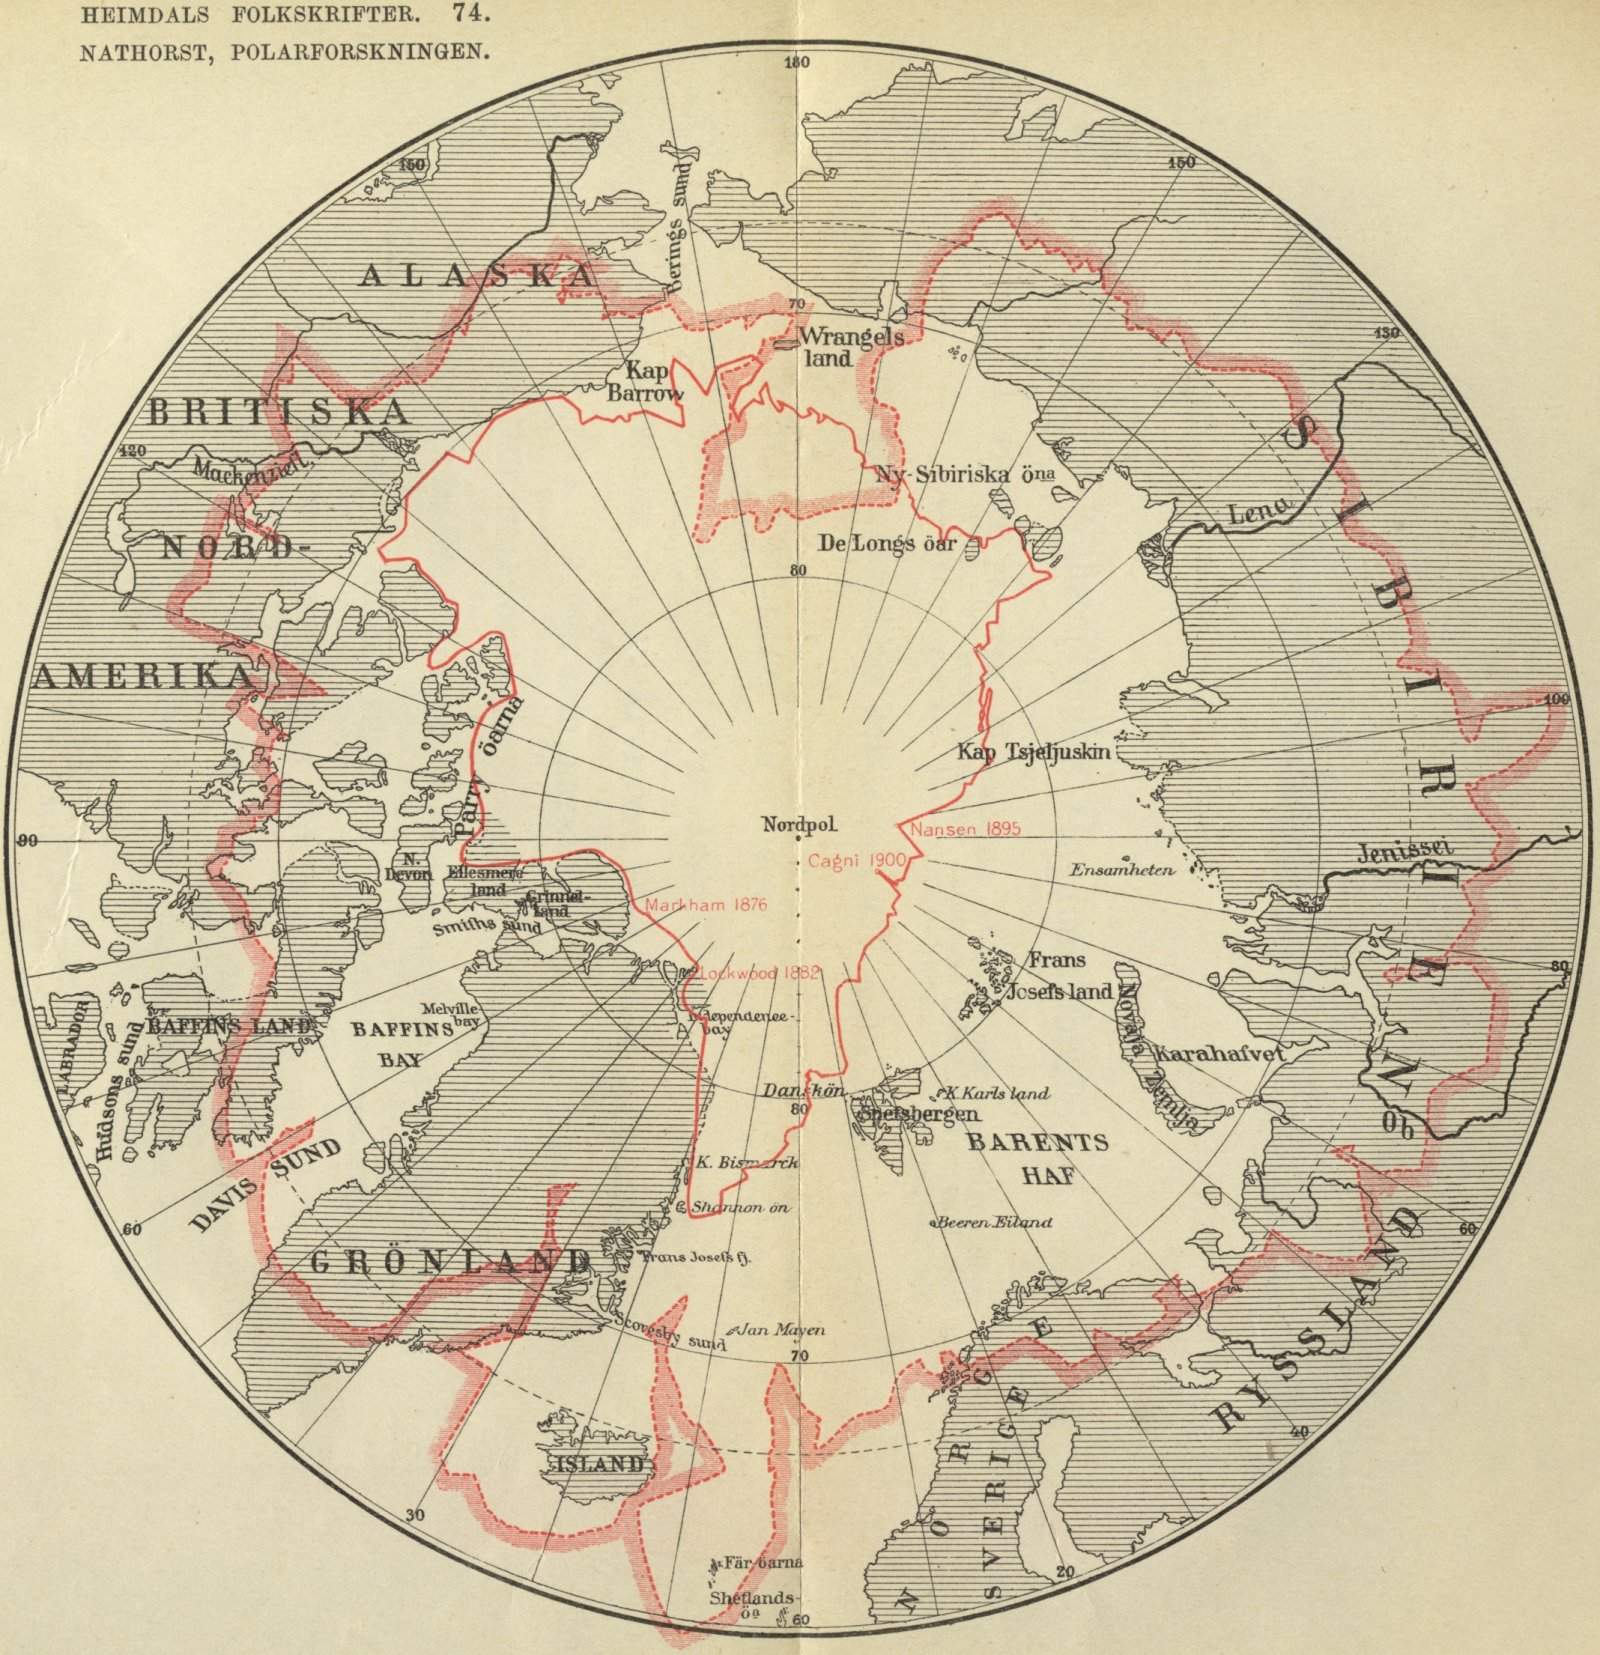 HEIMDALS FOLKSKRIFTER. 74.
NATHORST, POLARFORSKNINGEN.
180
150
150
Berings sund
ALASKA
70
Wrangels
land
130
Kap
Barrow
BRITISKA
120
Mackenziefl.
Ny-Sibiriska öna
Lena
NORD-
De Longs öar
80
SIBIRIEN
AMERIKA
100
Parry öarna
Kap Tsjeljuskin
Nordpol
Nansen 1895
90
Jenissei
Cagni 1900
N.
Devon
Ellesmere
land
Grinnel-
land
Ensamheten
Smiths sund
Markham 1876
Frans
Josefs land
80
Lockwood 1882
Melville-
bay
Independence-
bay
BAFFINS LAND
BAFFINS
BAY
LABRADOR
Hudsons sund
Novaja Zemlja
Karahafvet
Danskön
80
K Karls land
Spetsbergen
Ob
BARENTS
HAF
DAVIS SUND
K. Bismarck
60
Shannon ön
Beeren Eiland
60
GRÖNLAND
Frans Josefs fj.
Scoresby sund
Jan Mayen
70
RYSSLAND
40
NORGE
SVERIGE
ISLAND
30
Fär öarna
20
Shetlands-
öa
60